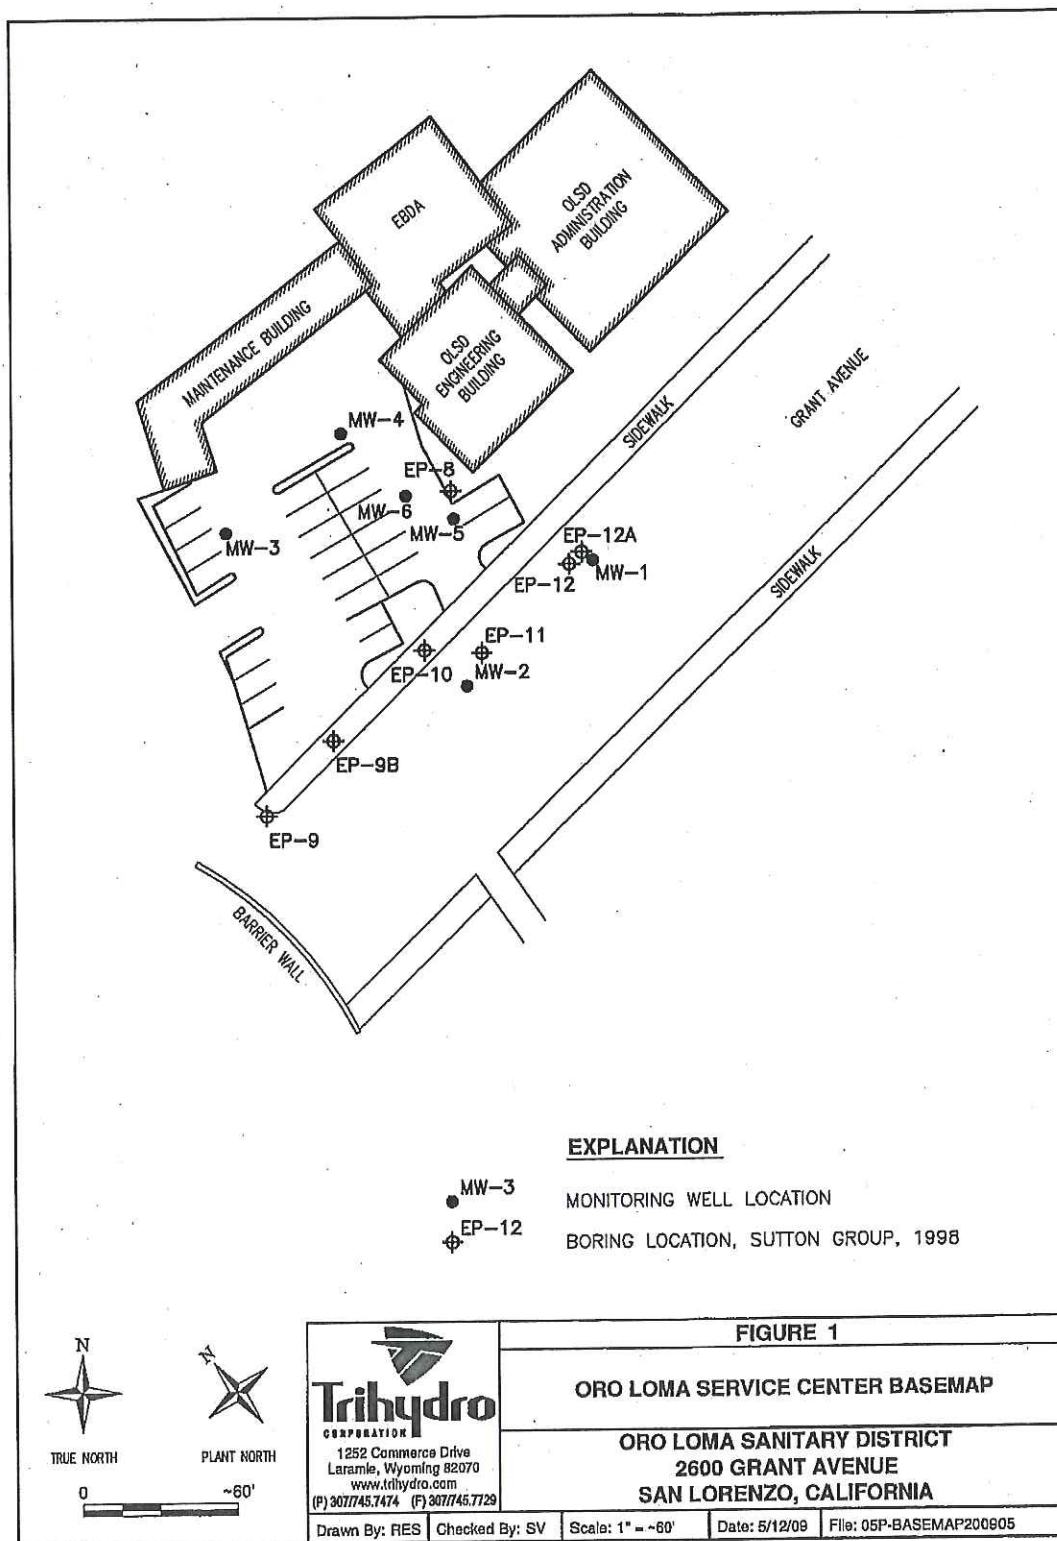 EBDA
OLSD
ADMINISTRATION
BUILDING
MAINTENANCE BUILDING
OLSD
ENGINEERING
BUILDING
SIDEWALK
GRANT AVENUE
MW-4
EP-8
MW-6
MW-5
MW-3
EP-12A
MW-1
EP-12
SIDEWALK
EP-11
EP-10
MW-2
EP-9B
EP-9
BARRIER WALL
EXPLANATION
MW-3
MONITORING WELL LOCATION
EP-12
BORING LOCATION, SUTTON GROUP, 1998
N
TRUE NORTH
N
PLANT NORTH
0 ~60'
Trihydro
CORPORATION
1252 Commerce Drive
Laramie, Wyoming 82070
www.trihydro.com
(P) 307/745.7474 (F) 307/745.7729
FIGURE 1
ORO LOMA SERVICE CENTER BASEMAP
ORO LOMA SANITARY DISTRICT
2600 GRANT AVENUE
SAN LORENZO, CALIFORNIA
Drawn By: RES
Checked By: SV
Scale: 1" = ~60'
Date: 5/12/09
File: 05P-BASEMAP200905